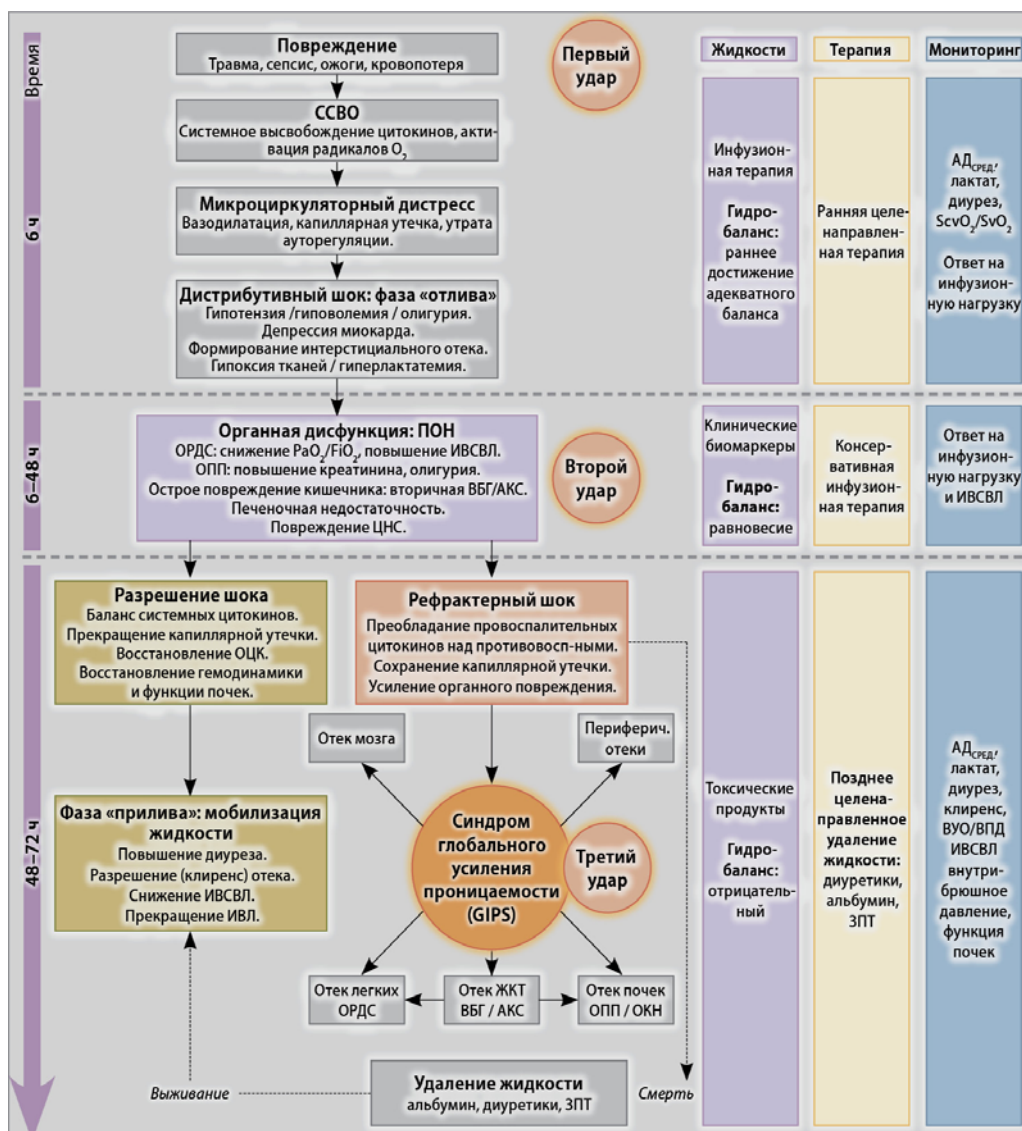 Время
6 ч
6–48 ч
48–72 ч
Повреждение
Травма, сепсис, ожоги, кровопотеря
Первый
удар
ССВО
Системное высвобождение цитокинов, акти-
вация радикалов O₂
Микроциркуляторный дистресс
Вазодилатация, капиллярная утечка, утрата
ауторегуляции.
Дистрибутивный шок: фаза «отлива»
Гипотензия /гиповолемия / олигурия.
Депрессия миокарда.
Формирование интерстициального отека.
Гипоксия тканей / гиперлактатемия.
Органная дисфункция: ПОН
ОРДС: снижение PaO₂/FiO₂, повышение ИВСВЛ.
ОПП: повышение креатинина, олигурия.
Острое повреждение кишечника: вторичная ВБГ/АКС.
Печеночная недостаточность.
Повреждение ЦНС.
Второй
удар
Разрешение шока
Баланс системных цитокинов.
Прекращение капиллярной утечки.
Восстановление ОЦК.
Восстановление гемодинамики
и функции почек.
Рефрактерный шок
Преобладание провоспалительных
цитокинов над противовосп-ными.
Сохранение капиллярной утечки.
Усиление органного повреждения.
Отек мозга
Периферич.
отеки
Фаза «прилива»: мобилизация
жидкости
Повышение диуреза.
Разрешение (клиренс) отека.
Снижение ИВСВЛ.
Прекращение ИВЛ.
Синдром
глобального
усиления
проницаемости
(GIPS)
Третий
удар
Отек легких
ОРДС
Отек ЖКТ
ВБГ / АКС
Отек почек
ОПП / ОКН
Выживание
Удаление жидкости
альбумин, диуретики, ЗПТ
Смерть
Жидкости
Инфузион-
ная терапия
Гидро-
баланс:
раннее
достижение
адекватного
баланса
Клинические
биомаркеры
Гидро-
баланс:
равновесие
Токсические
продукты
Гидро-
баланс:
отрицатель-
ный
Терапия
Ранняя целе-
направлен-
ная терапия
Консер-
вативная
инфузион-
ная терапия
Позднее
целена-
правленное
удаление
жидкости:
диуретики,
альбумин,
ЗПТ
Мониторинг
АДСРЕД,
лактат,
диурез,
ScvO₂/SvO₂
Ответ на
инфузион-
ную нагрузку
Ответ на
инфузион-
ную нагрузку
и ИВСВЛ
АДСРЕД,
лактат,
диурез,
клиренс,
ВУО/ВПД
ИВСВЛ
внутри-
брюшное
давление,
функция
почек